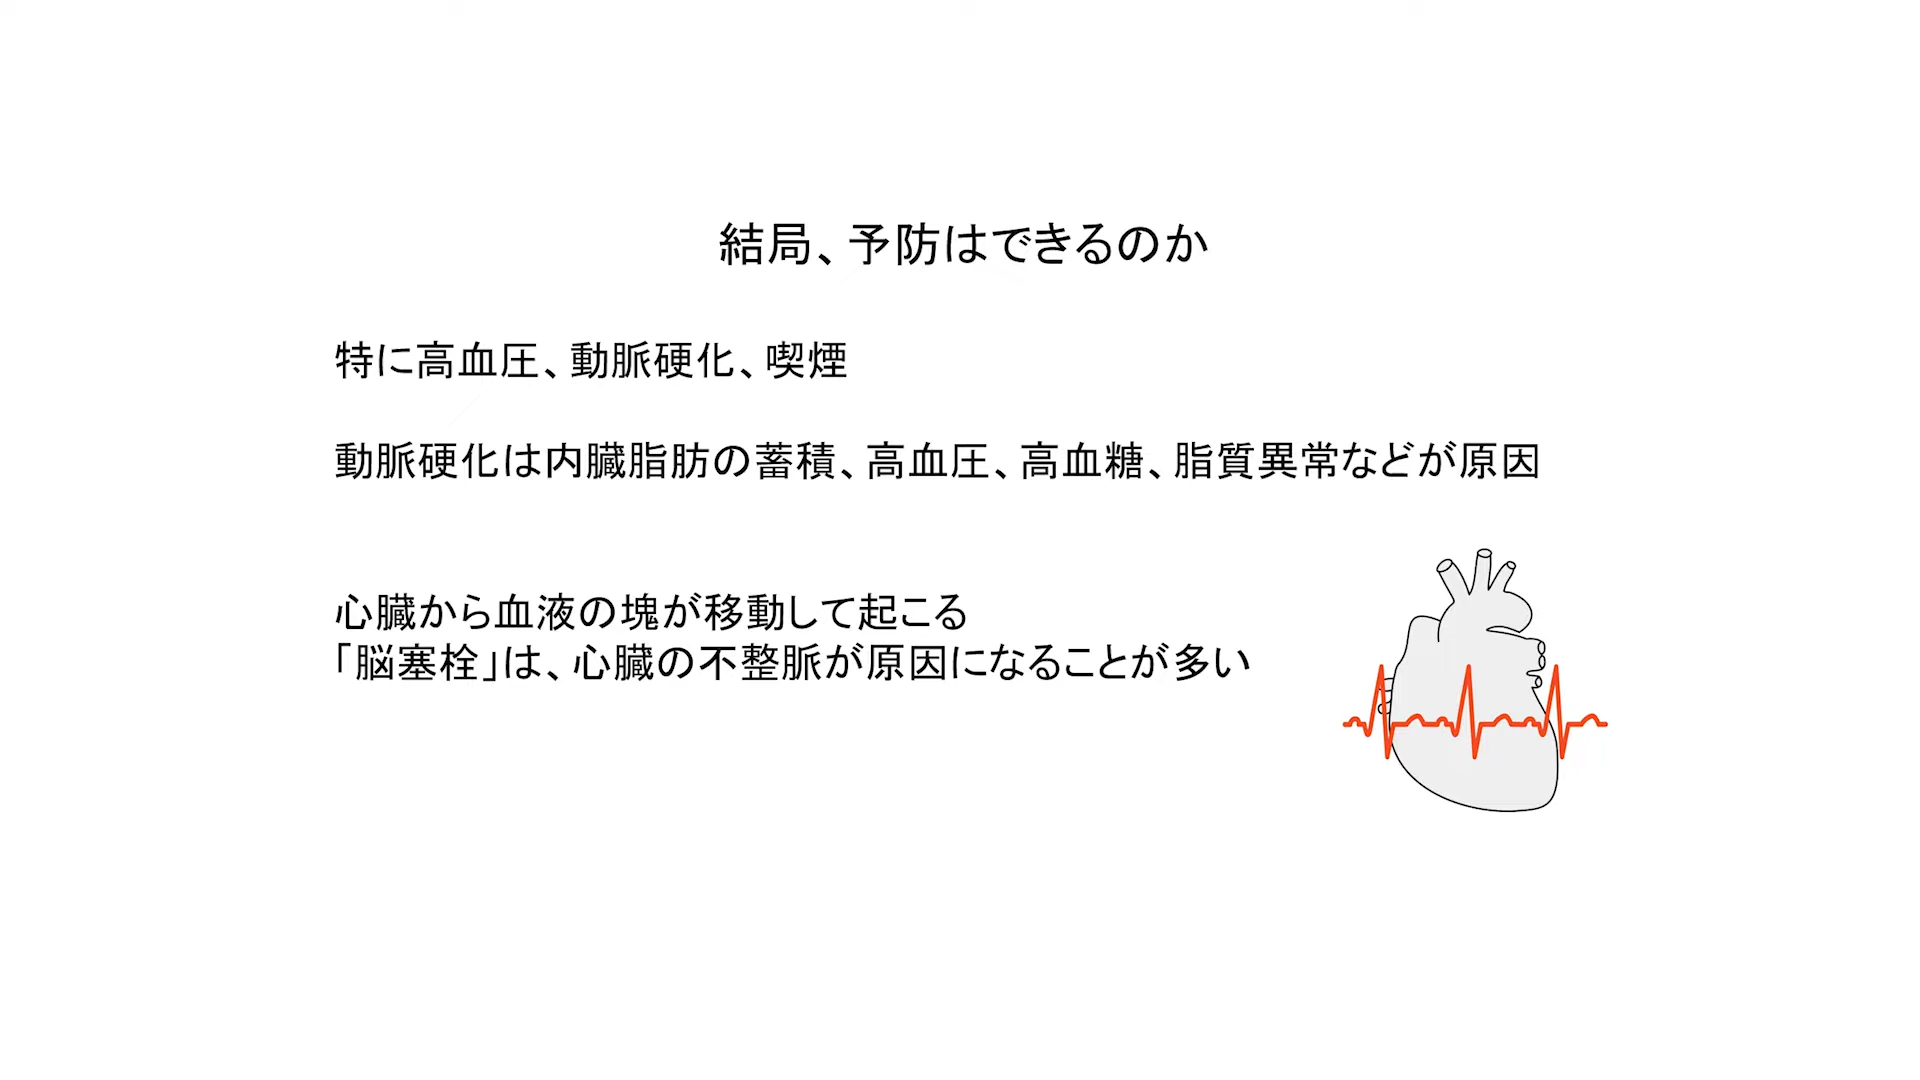 結局、予防はできるのか
特に高血圧、動脈硬化、喫煙
動脈硬化は内臓脂肪の蓄積、高血圧、高血糖、脂質異常などが原因
心臓から血液の塊が移動して起こる
「脳塞栓」は、心臓の不整脈が原因になることが多い